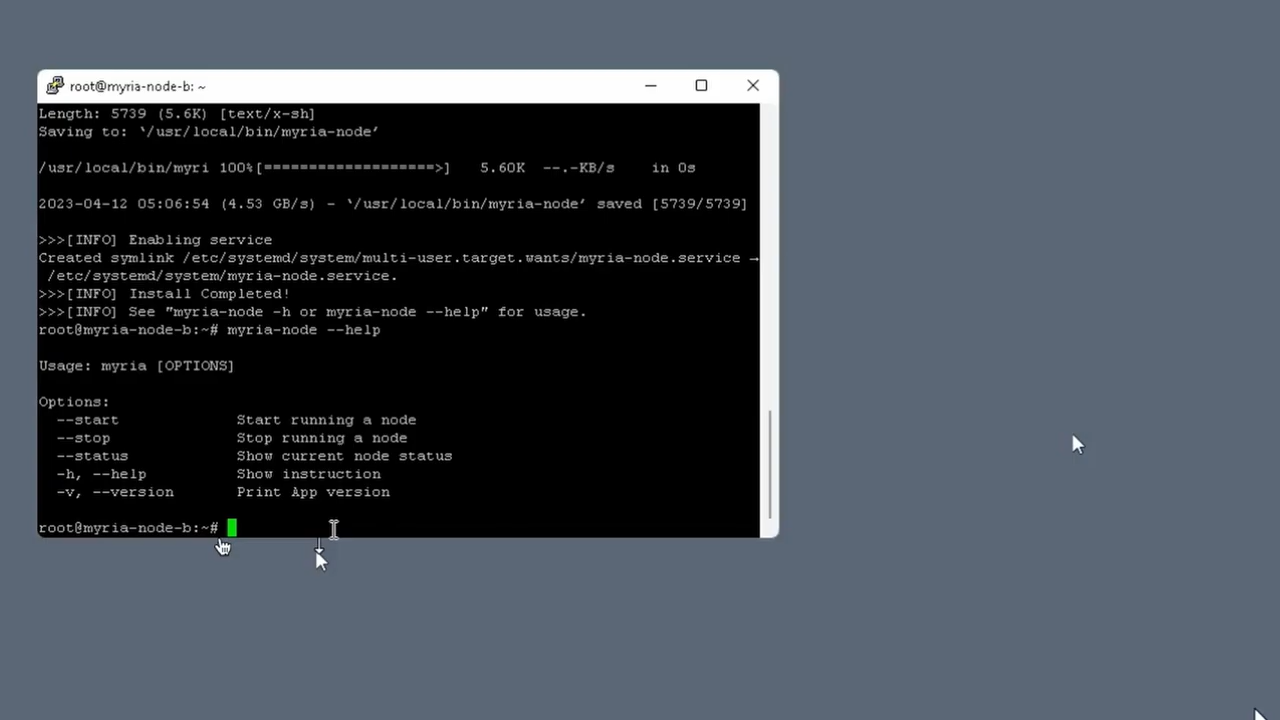 root@myria-node-b: ~
Length: 5739 (5.6K) [text/x-sh]
Saving to: ‘/usr/local/bin/myria-node’
/usr/local/bin/myri 100%[===================>]   5.60K  --.-KB/s    in 0s
2023-04-12 05:06:54 (4.53 GB/s) - ‘/usr/local/bin/myria-node’ saved [5739/5739]
>>>[INFO] Enabling service
Created symlink /etc/systemd/system/multi-user.target.wants/myria-node.service →
/etc/systemd/system/myria-node.service.
>>>[INFO] Install Completed!
>>>[INFO] See "myria-node -h or myria-node --help" for usage.
root@myria-node-b:~# myria-node --help
Usage: myria [OPTIONS]
Options:
--start             Start running a node
--stop              Stop running a node
--status            Show current node status
-h, --help          Show instruction
-v, --version       Print App version
root@myria-node-b:~#